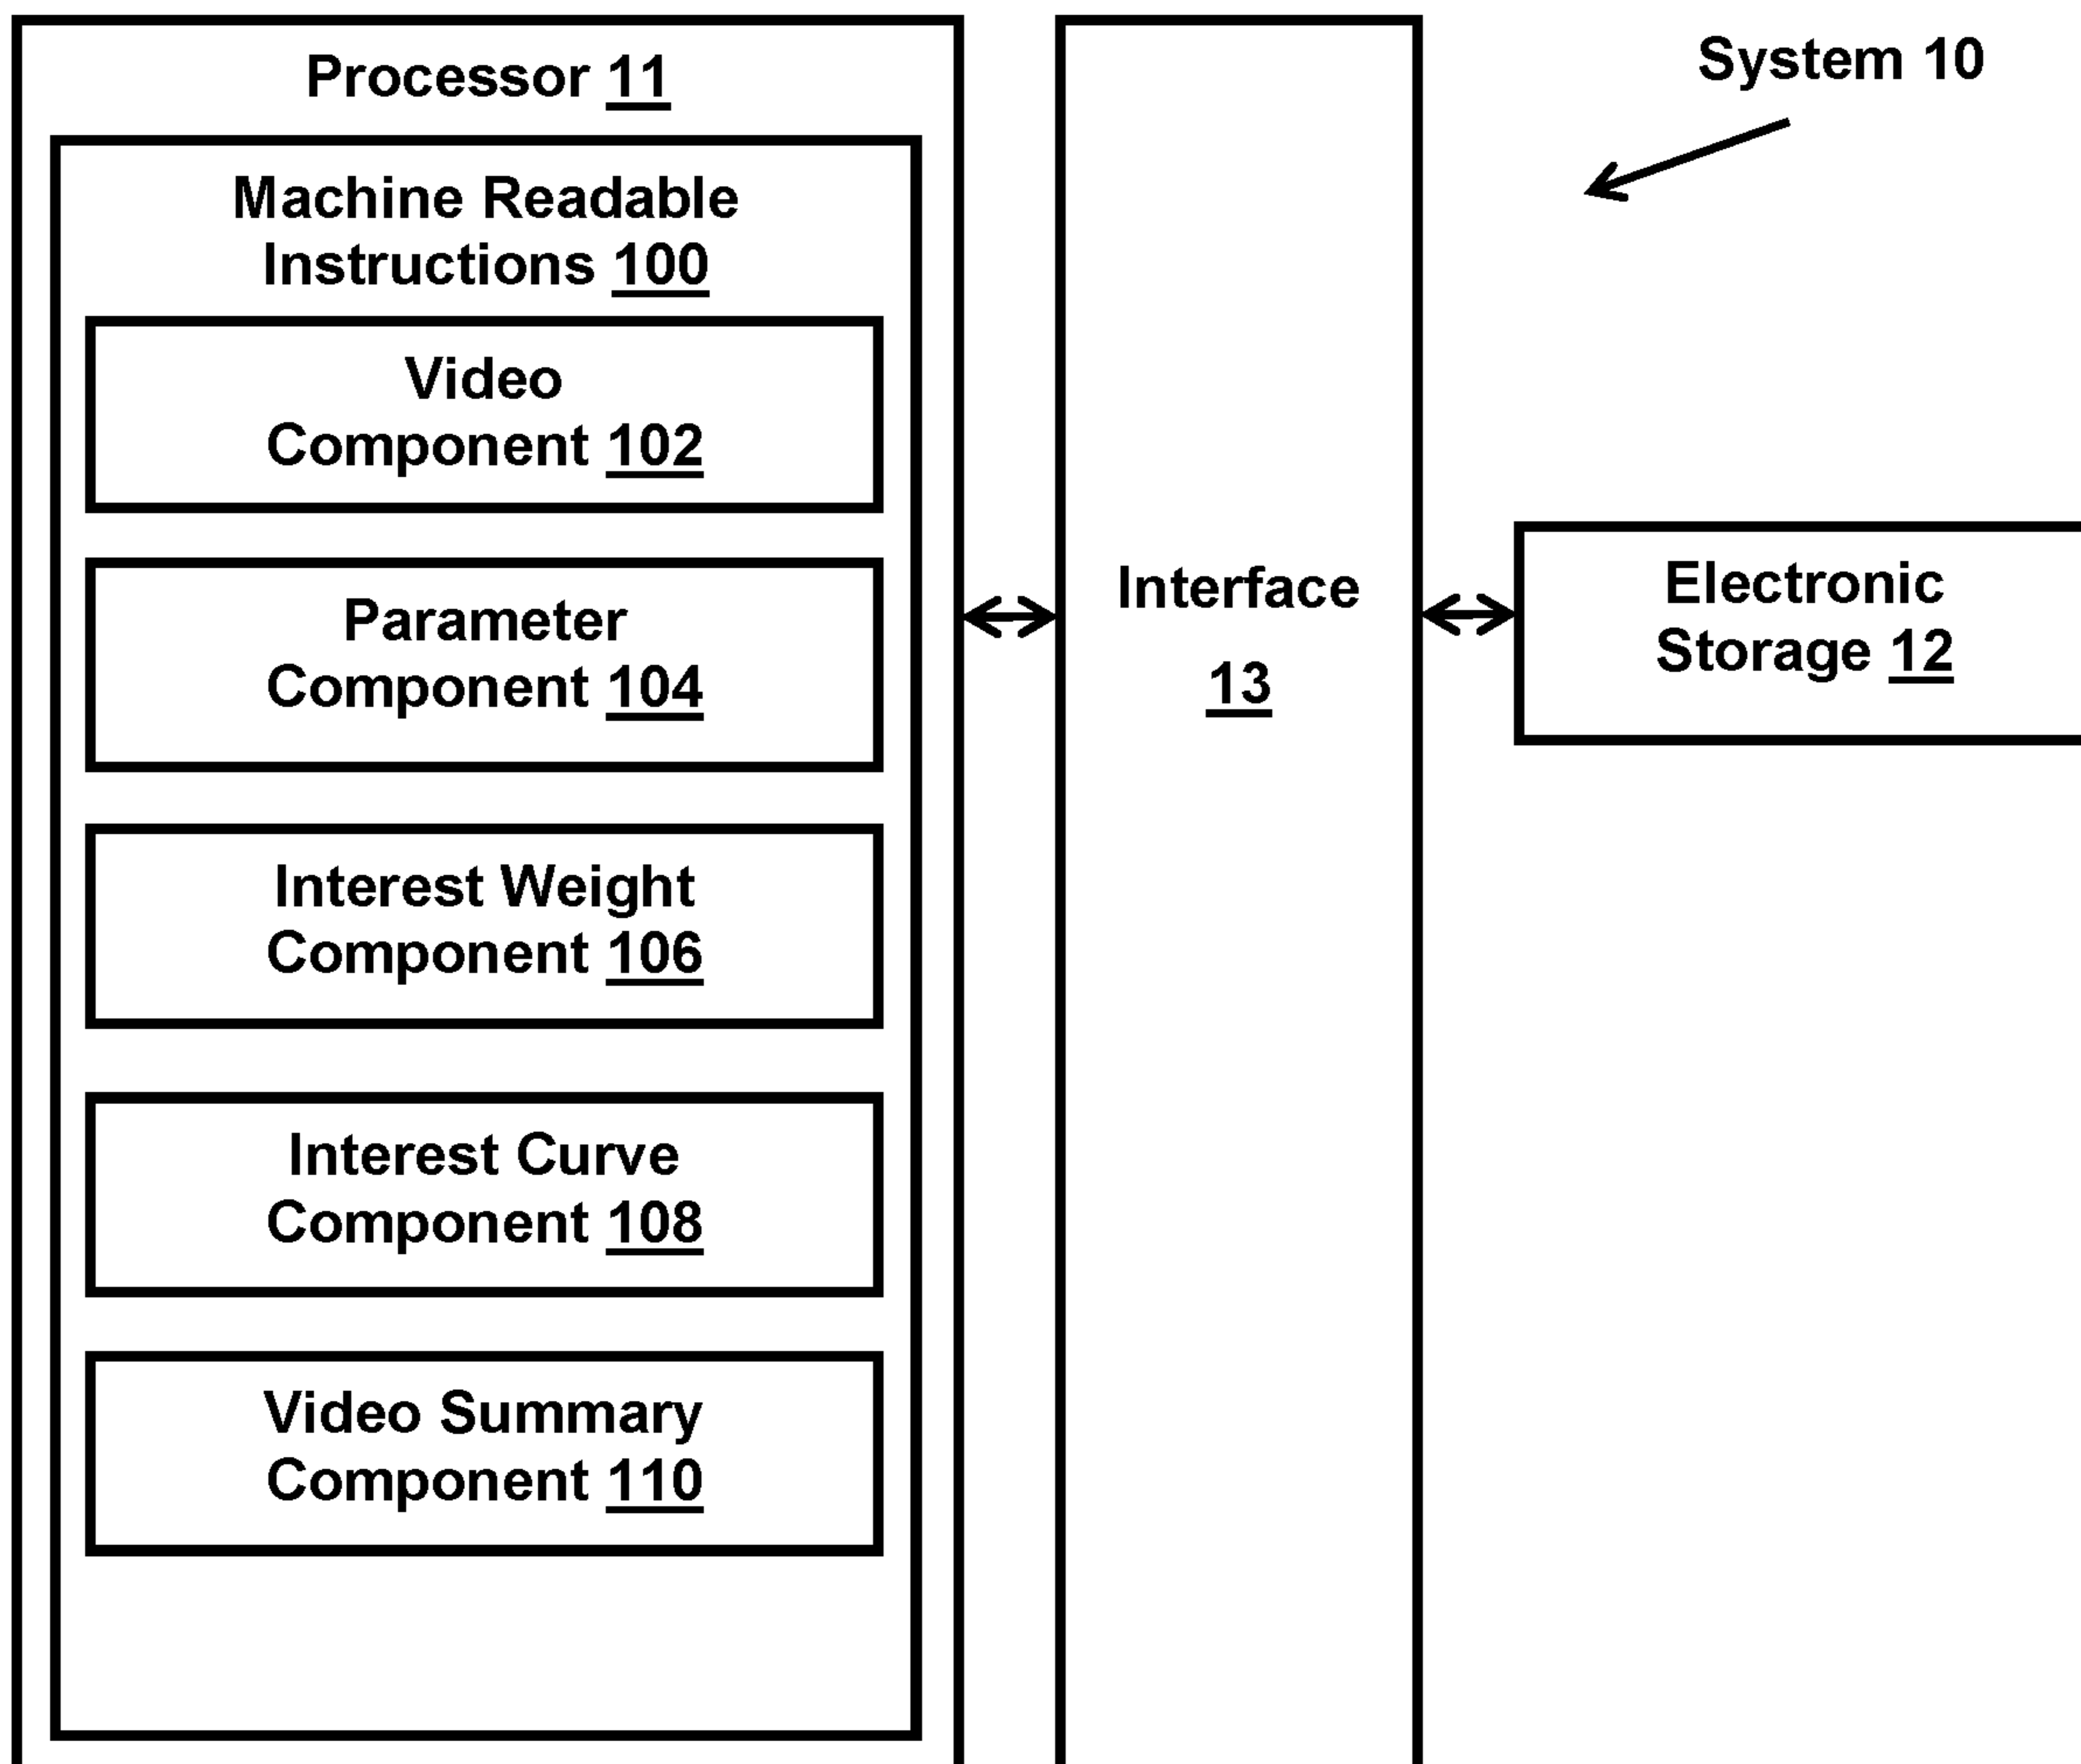 Processor 11
Machine Readable
Instructions 100
Video
Component 102
Parameter
Component 104
Interest Weight
Component 106
Interest Curve
Component 108
Video Summary
Component 110
Interface
13
System 10
Electronic
Storage 12